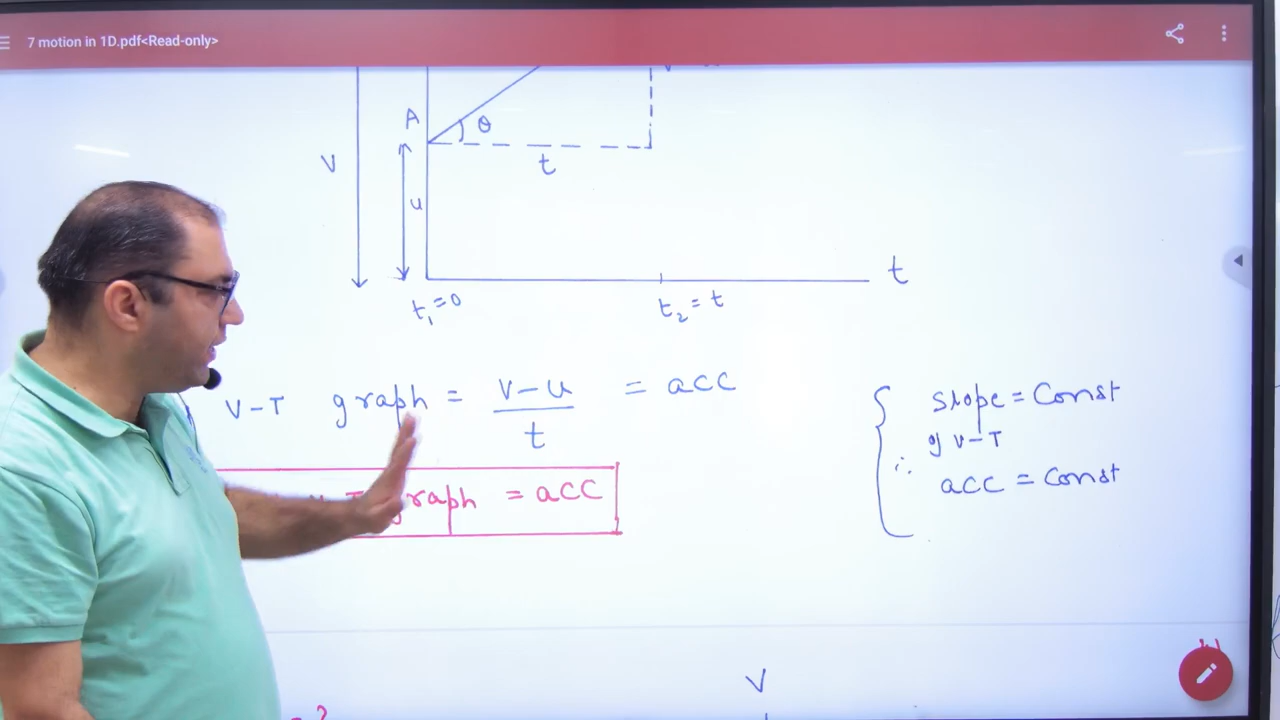 7 motion in 1D.pdf<Read-only>
A
θ
V
t
u
t
t₁=0
t₂ = t
V-T graph = V-u / t = acc
graph = acc
{ slope = Const
of V-T
∴ acc = Const
V
?